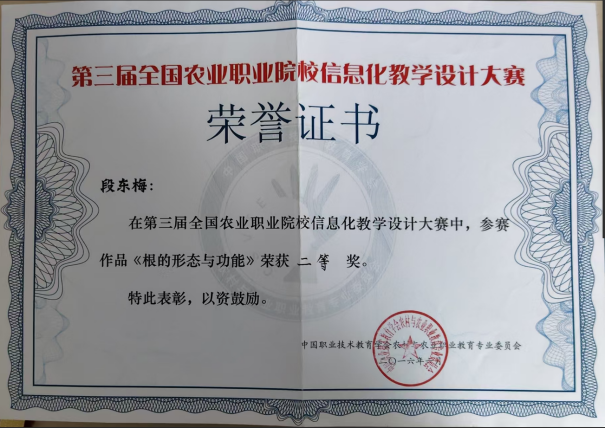 第三届全国农业职业院校信息化教学设计大赛
荣誉证书
段东梅：
在第三届全国农业职业院校信息化教学设计大赛中，参赛
作品《根的形态与功能》荣获 二等 奖。
特此表彰，以资鼓励。
中国职业技术教育学会农村与农业职业教育专业委员会
二〇一六年